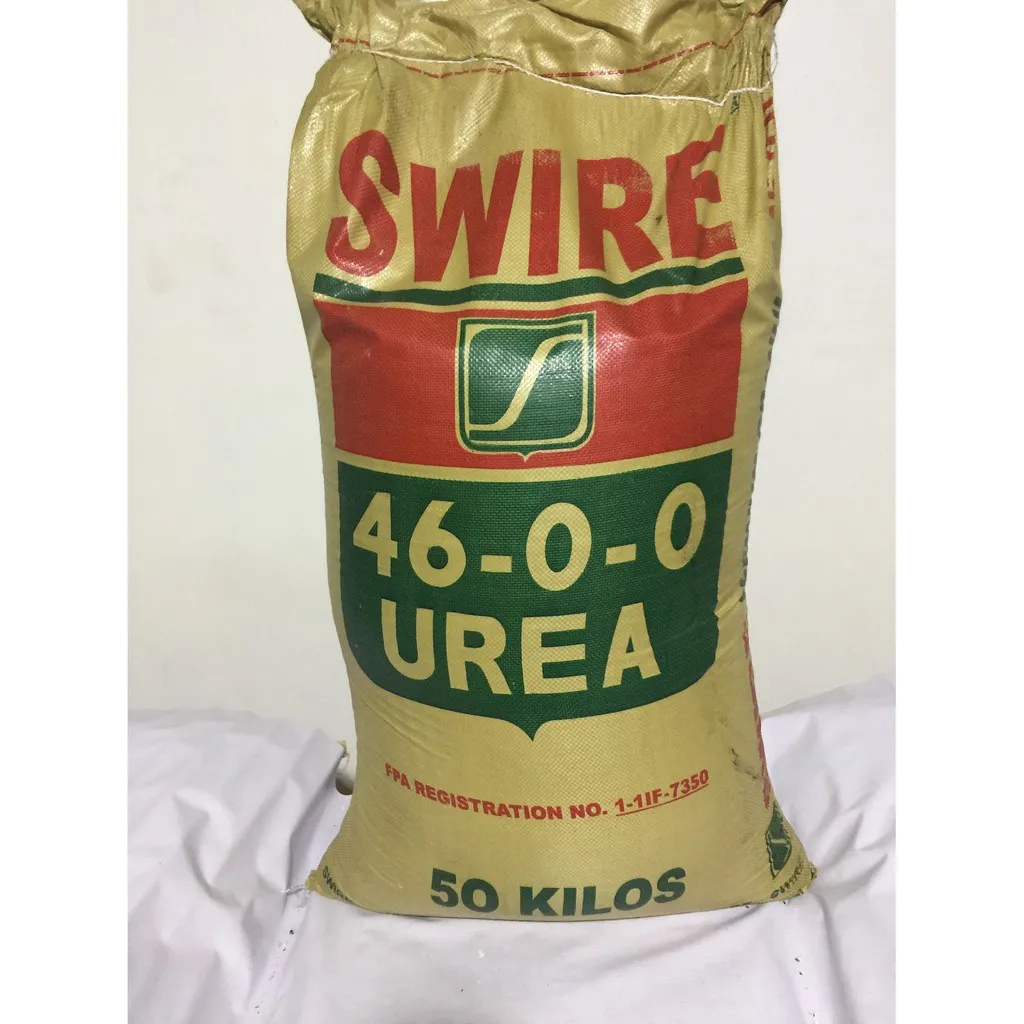 SWIRE
46-0-0
UREA
FPA REGISTRATION NO. 1-1IF-7350
50 KILOS